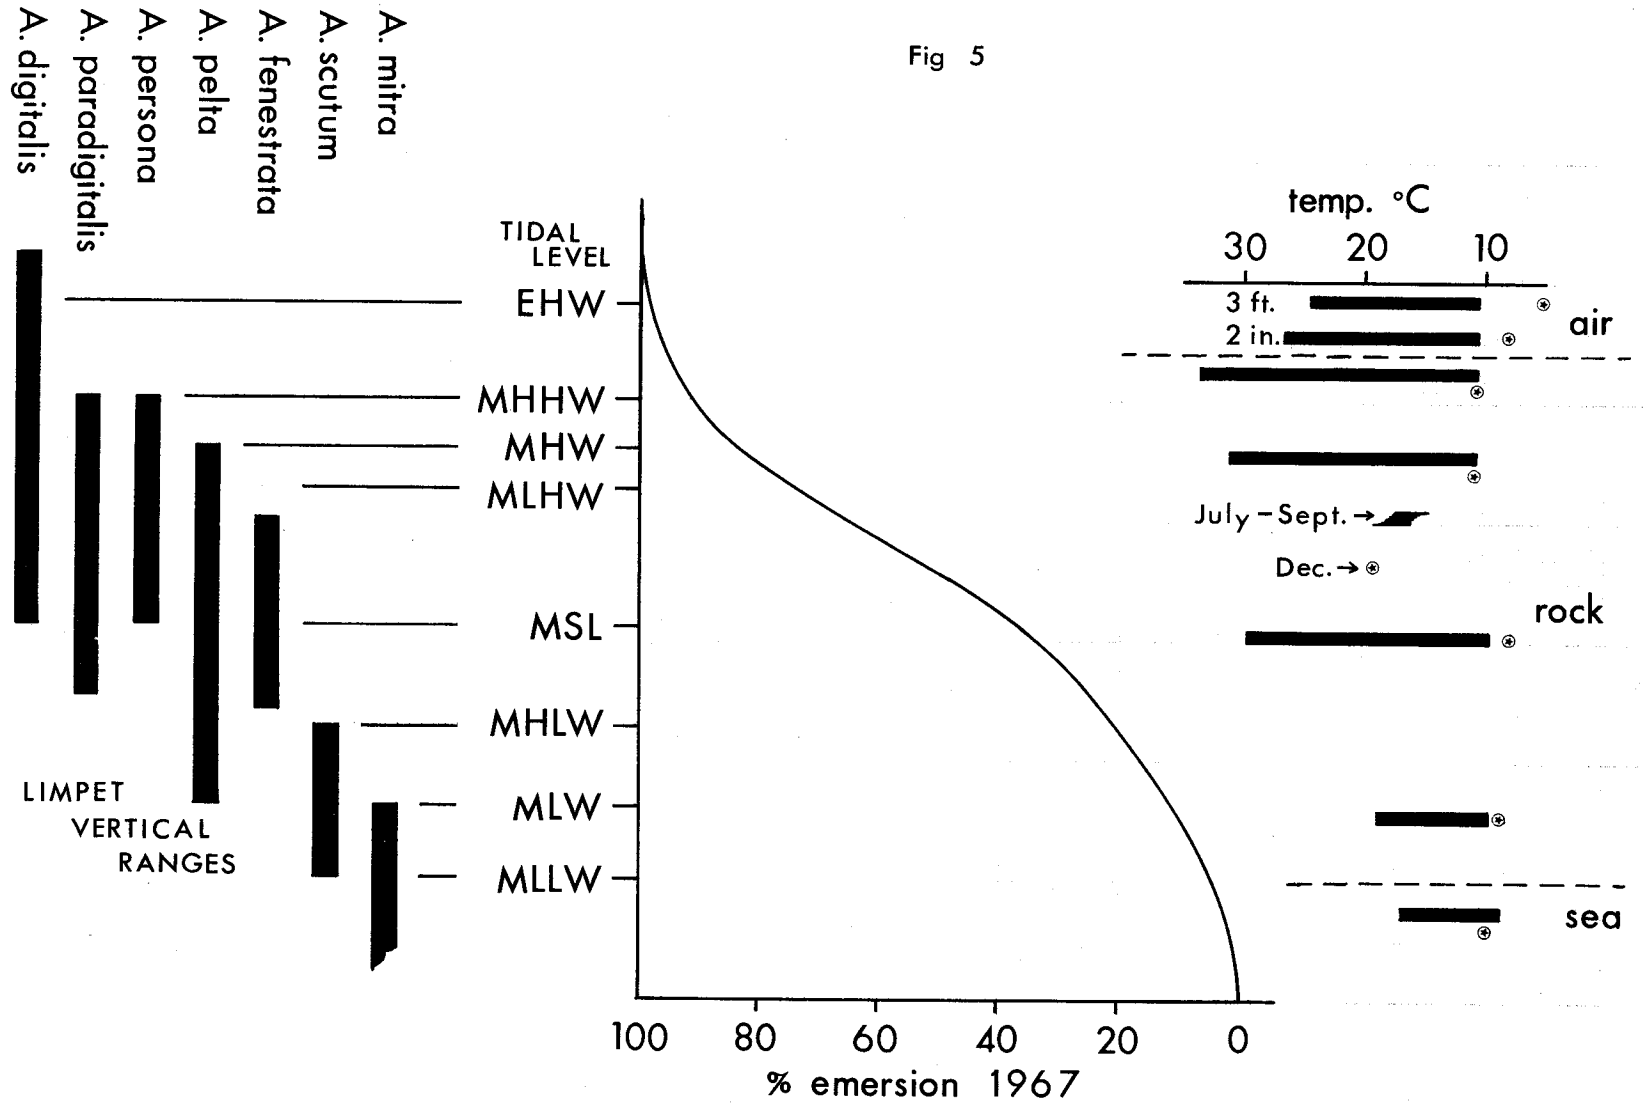 Fig 5
A. digitalis
A. paradigitalis
A. persona
A. pelta
A. fenestrata
A. scutum
A. mitra
LIMPET
VERTICAL
RANGES
TIDAL
LEVEL
EHW
MHHW
MHW
MLHW
MSL
MHLW
MLW
MLLW
100 80 60 40 20 0
% emersion 1967
temp. °C
30 20 10
3 ft.
2 in.
air
July – Sept. →
Dec. →
rock
sea